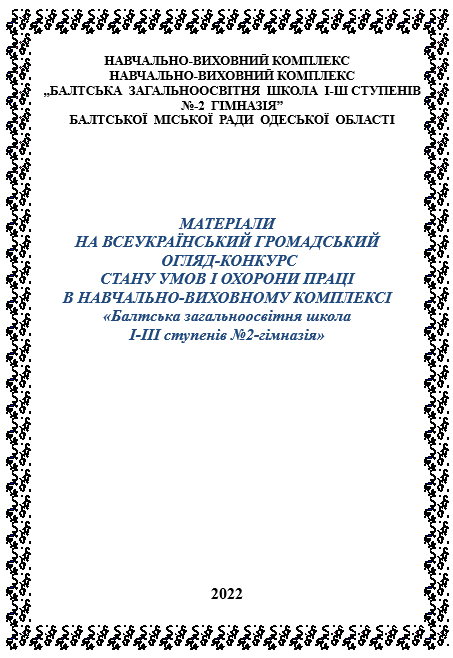 НАВЧАЛЬНО-ВИХОВНИЙ КОМПЛЕКС
НАВЧАЛЬНО-ВИХОВНИЙ КОМПЛЕКС
„БАЛТСЬКА ЗАГАЛЬНООСВІТНЯ ШКОЛА І-ІІІ СТУПЕНІВ
№-2 ГІМНАЗІЯ”
БАЛТСЬКОЇ МІСЬКОЇ РАДИ ОДЕСЬКОЇ ОБЛАСТІ
МАТЕРІАЛИ
НА ВСЕУКРАЇНСЬКИЙ ГРОМАДСЬКИЙ
ОГЛЯД-КОНКУРС
СТАНУ УМОВ І ОХОРОНИ ПРАЦІ
В НАВЧАЛЬНО-ВИХОВНОМУ КОМПЛЕКСІ
«Балтська загальноосвітня школа
І-ІІІ ступенів №2-гімназія»
2022